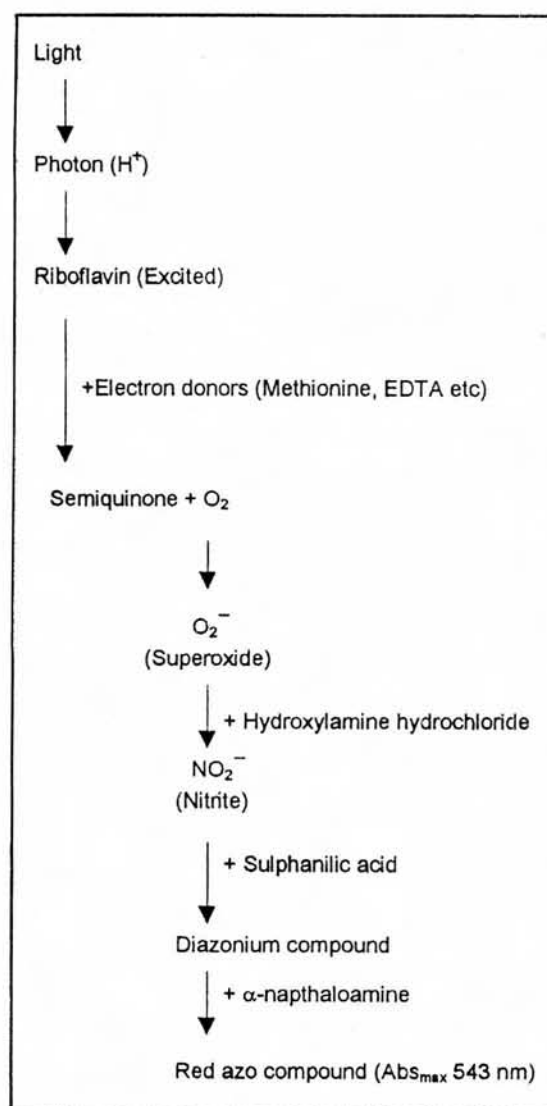 Light
Photon (H⁺)
Riboflavin (Excited)
+Electron donors (Methionine, EDTA etc)
Semiquinone + O₂
O₂⁻
(Superoxide)
+ Hydroxylamine hydrochloride
NO₂⁻
(Nitrite)
+ Sulphanilic acid
Diazonium compound
+ α-napthaloamine
Red azo compound (Abs_max 543 nm)